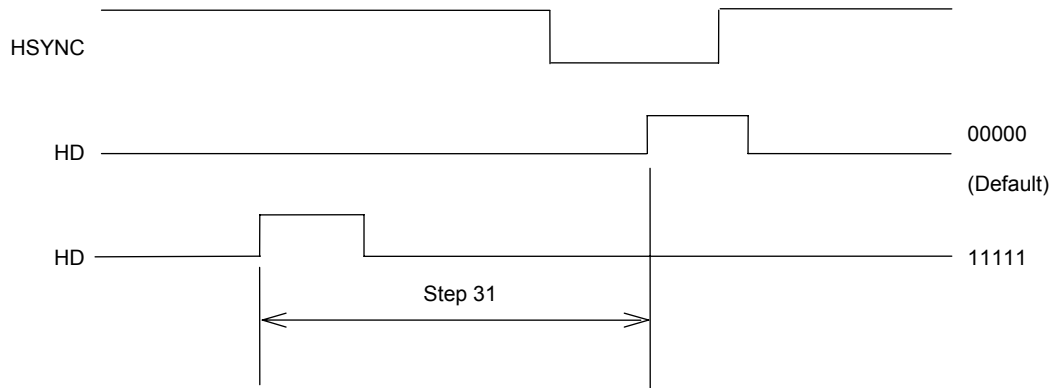 HSYNC
HD
00000
(Default)
HD
11111
Step 31